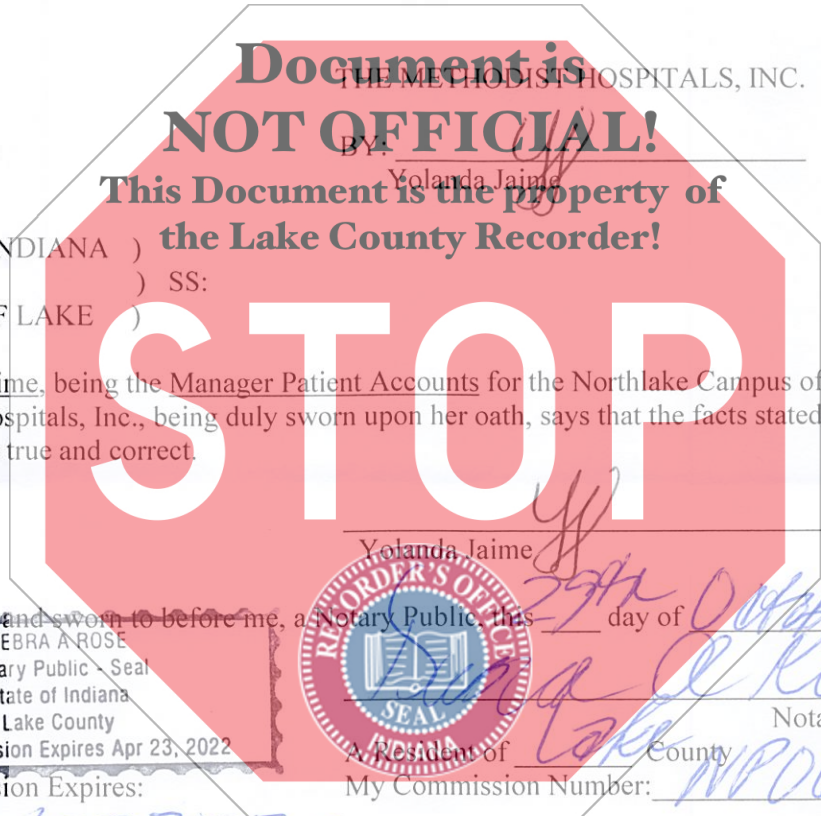 Document is
THE METHODIST HOSPITALS, INC.
NOT OFFICIAL!
BY:
Yolanda Jaime
This Document is the property of
the Lake County Recorder!
NDIANA )
) SS:
F LAKE )
STOP
ime, being the Manager Patient Accounts for the Northlake Campus of
ospitals, Inc., being duly sworn upon her oath, says that the facts stated
true and correct.
Yolanda Jaime
RECORDER'S OFFICE
SEAL
INDIANA
and sworn to before me, a Notary Public, this 25th day of
EBRA A ROSE
ary Public - Seal
tate of Indiana
Lake County
sion Expires Apr 23, 2022
Nota
A Resident of Lake County
ion Expires:
My Commission Number: